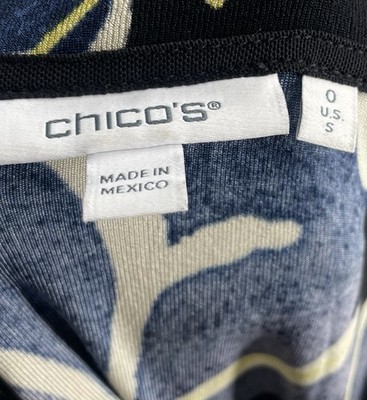 CHICO'S®
0
U.S.
S
MADE IN
MEXICO